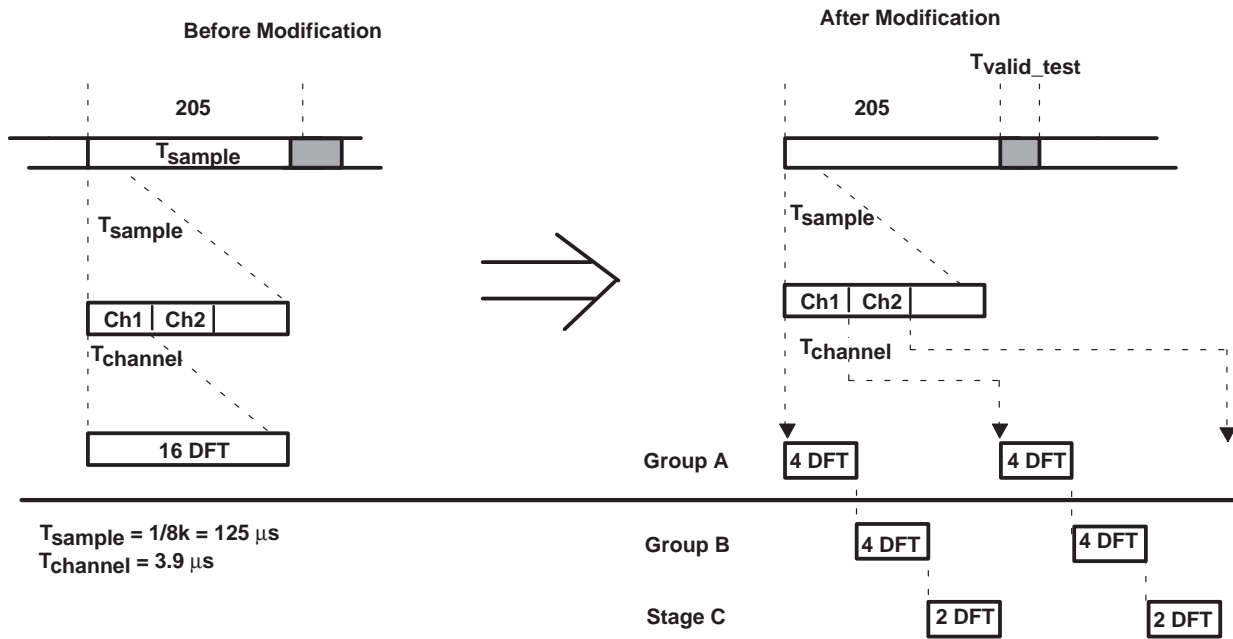 Before Modification
205
Tsample
Tsample
Ch1 Ch2
Tchannel
16 DFT
Tsample = 1/8k = 125 μs
Tchannel = 3.9 μs
After Modification
Tvalid_test
205
Tsample
Ch1 Ch2
Tchannel
Group A 4 DFT 4 DFT
Group B 4 DFT 4 DFT
Stage C 2 DFT 2 DFT